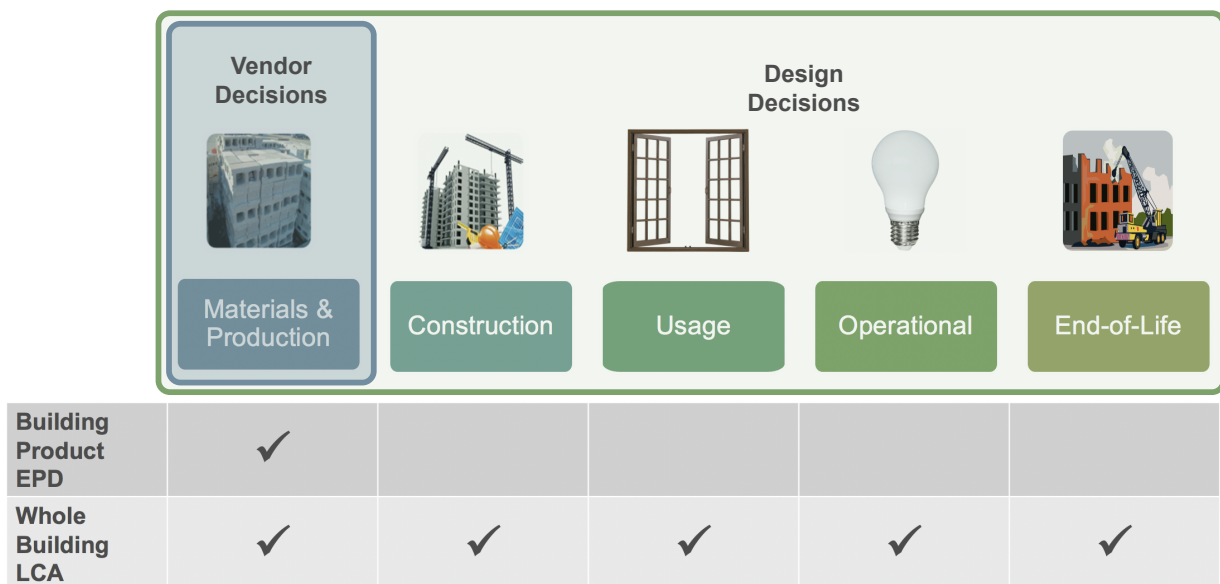 Vendor
Decisions
Design
Decisions
Materials &
Production
Construction
Usage
Operational
End-of-Life
Building
Product
EPD
✓
Whole
Building
LCA
✓ ✓ ✓ ✓ ✓